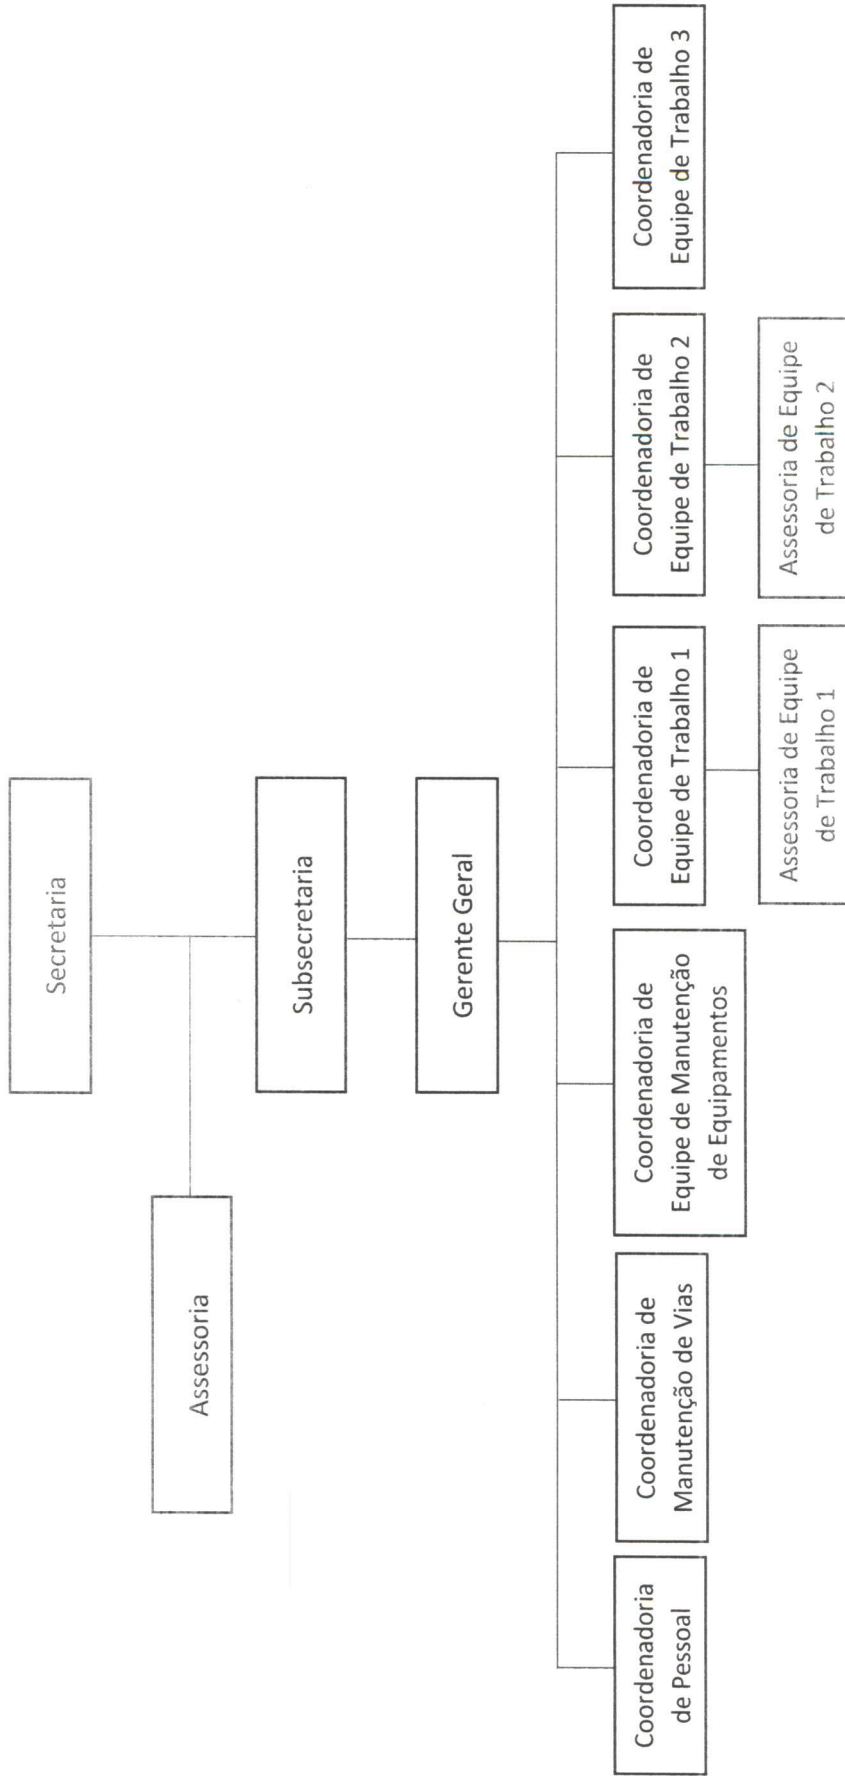 Secretaria
Assessoria
Subsecretaria
Gerente Geral
Coordenadoria
de Pessoal
Coordenadoria de
Manutenção de Vias
Coordenadoria de
Equipe de Manutenção
de Equipamentos
Coordenadoria de
Equipe de Trabalho 1
Coordenadoria de
Equipe de Trabalho 2
Coordenadoria de
Equipe de Trabalho 3
Assessoria de Equipe
de Trabalho 1
Assessoria de Equipe
de Trabalho 2